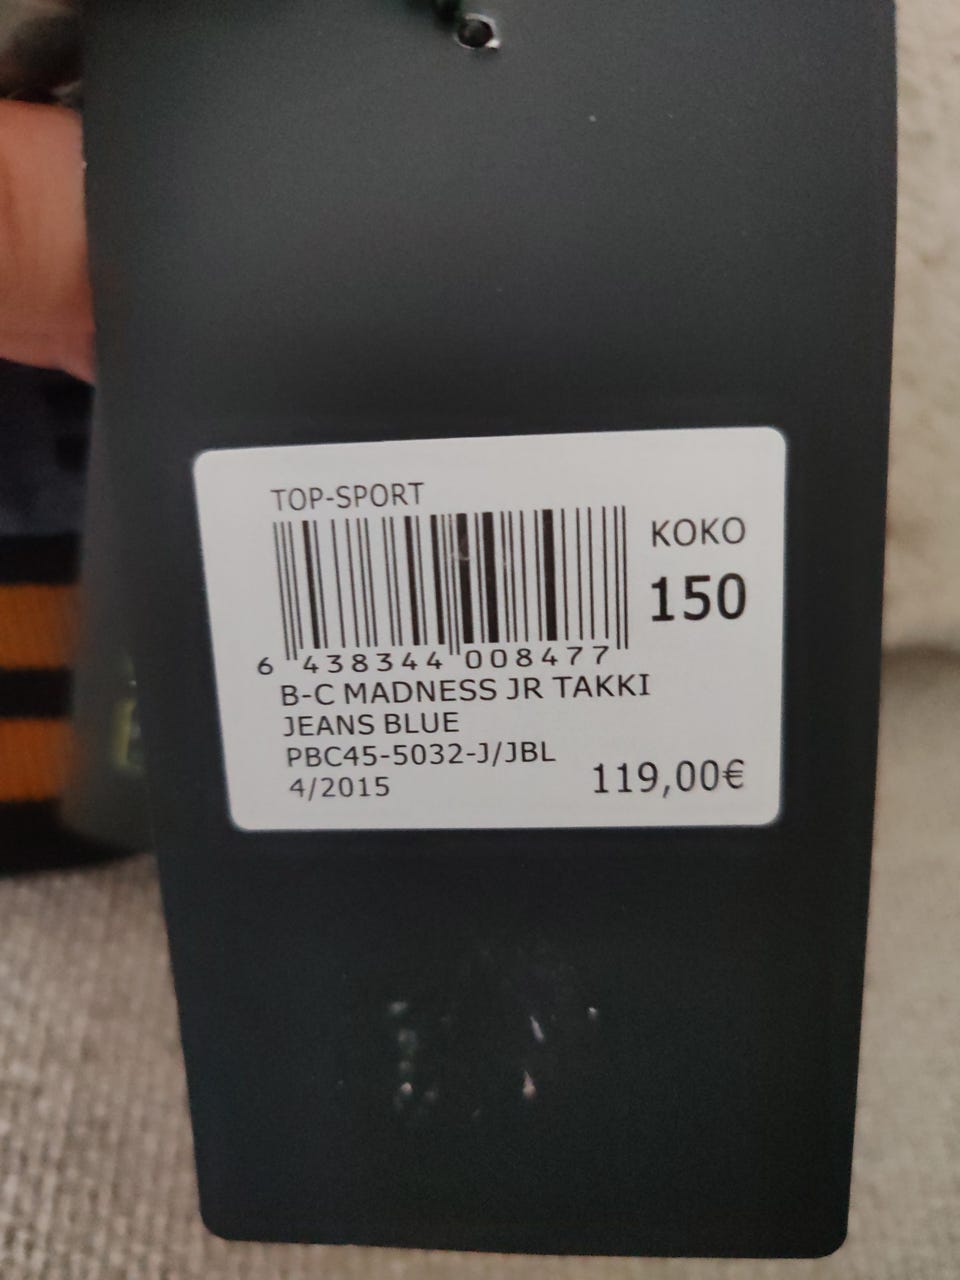 TOP-SPORT
KOKO
150
6 438344 008477
B-C MADNESS JR TAKKI
JEANS BLUE
PBC45-5032-J/JBL
4/2015
119,00€